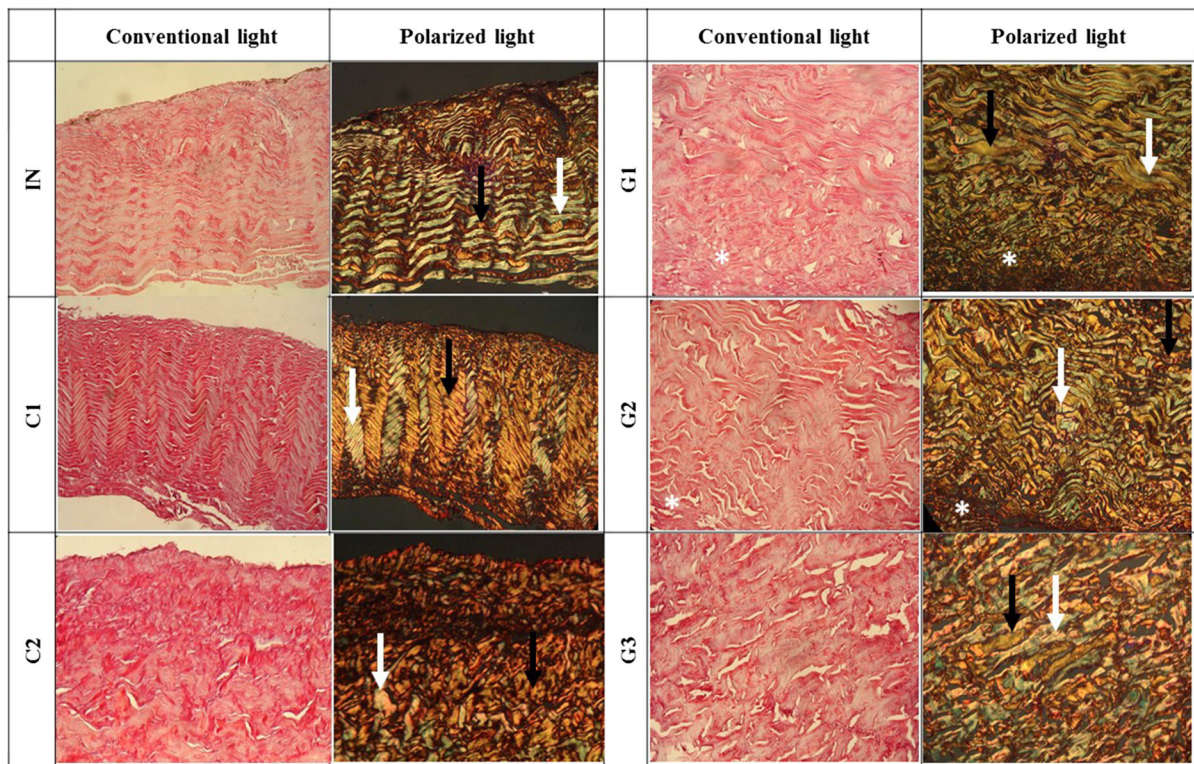 Conventional light Polarized light Conventional light Polarized light
IN G1
* *
C1 G2
* *
C2 G3